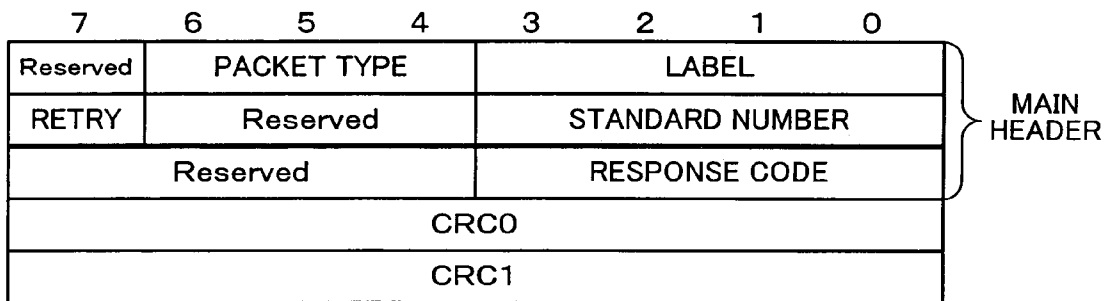 7 6 5 4 3 2 1 0
Reserved PACKET TYPE LABEL
RETRY Reserved STANDARD NUMBER
MAIN
HEADER
Reserved RESPONSE CODE
CRC0
CRC1